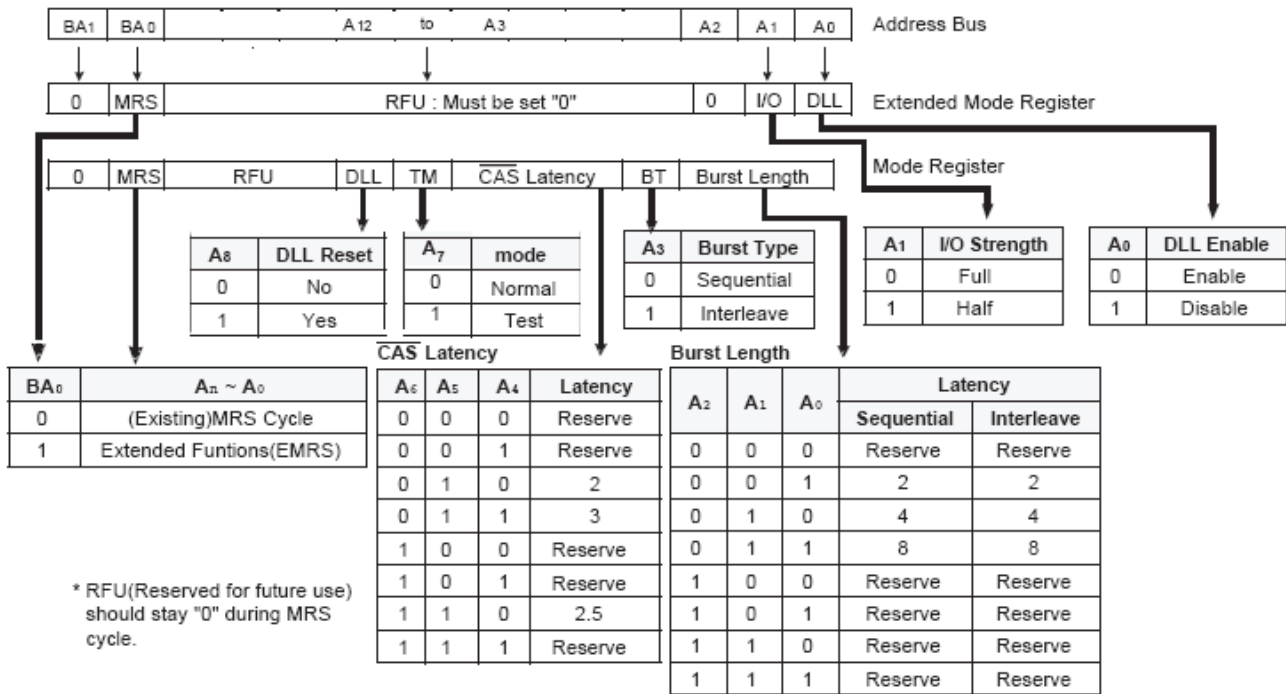 BA1 BA0 A12 to A3 A2 A1 A0 Address Bus
0 MRS RFU : Must be set "0" 0 I/O DLL Extended Mode Register
Mode Register
0 MRS RFU DLL TM CAS Latency BT Burst Length
A8 DLL Reset
0 No
1 Yes
A7 mode
0 Normal
1 Test
A3 Burst Type
0 Sequential
1 Interleave
A1 I/O Strength
0 Full
1 Half
A0 DLL Enable
0 Enable
1 Disable
BA0 An ~ A0
0 (Existing)MRS Cycle
1 Extended Funtions(EMRS)
CAS Latency
A6 A5 A4 Latency
0 0 0 Reserve
0 0 1 Reserve
0 1 0 2
0 1 1 3
1 0 0 Reserve
1 0 1 Reserve
1 1 0 2.5
1 1 1 Reserve
Burst Length
A2 A1 A0 Latency
Sequential Interleave
0 0 0 Reserve Reserve
0 0 1 2 2
0 1 0 4 4
0 1 1 8 8
1 0 0 Reserve Reserve
1 0 1 Reserve Reserve
1 1 0 Reserve Reserve
1 1 1 Reserve Reserve
* RFU(Reserved for future use)
should stay "0" during MRS
cycle.